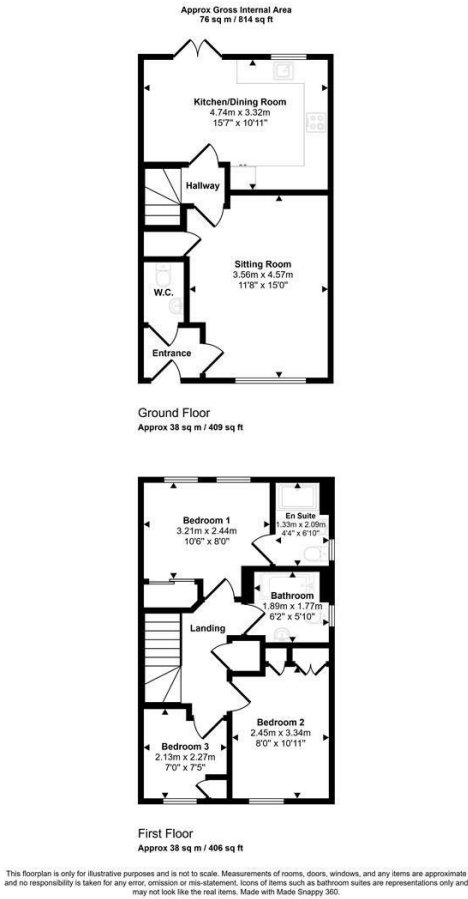 Approx Gross Internal Area
76 sq m / 814 sq ft
Kitchen/Dining Room
4.74m x 3.32m
15'7" x 10'11"
Hallway
Sitting Room
3.56m x 4.57m
11'8" x 15'0"
W.C.
Entrance
Ground Floor
Approx 38 sq m / 409 sq ft
Bedroom 1
3.21m x 2.44m
10'6" x 8'0"
En Suite
1.33m x 2.09m
4'4" x 6'10"
Bathroom
1.89m x 1.77m
6'2" x 5'10"
Landing
Bedroom 2
2.45m x 3.34m
8'0" x 10'11"
Bedroom 3
2.13m x 2.27m
7'0" x 7'5"
First Floor
Approx 38 sq m / 406 sq ft
This floorplan is only for illustrative purposes and is not to scale. Measurements of rooms, doors, windows, and any items are approximate
and no responsibility is taken for any error, omission or mis-statement. Icons of items such as bathroom suites are representations only and
may not look like the real items. Made with Made Snappy 360.